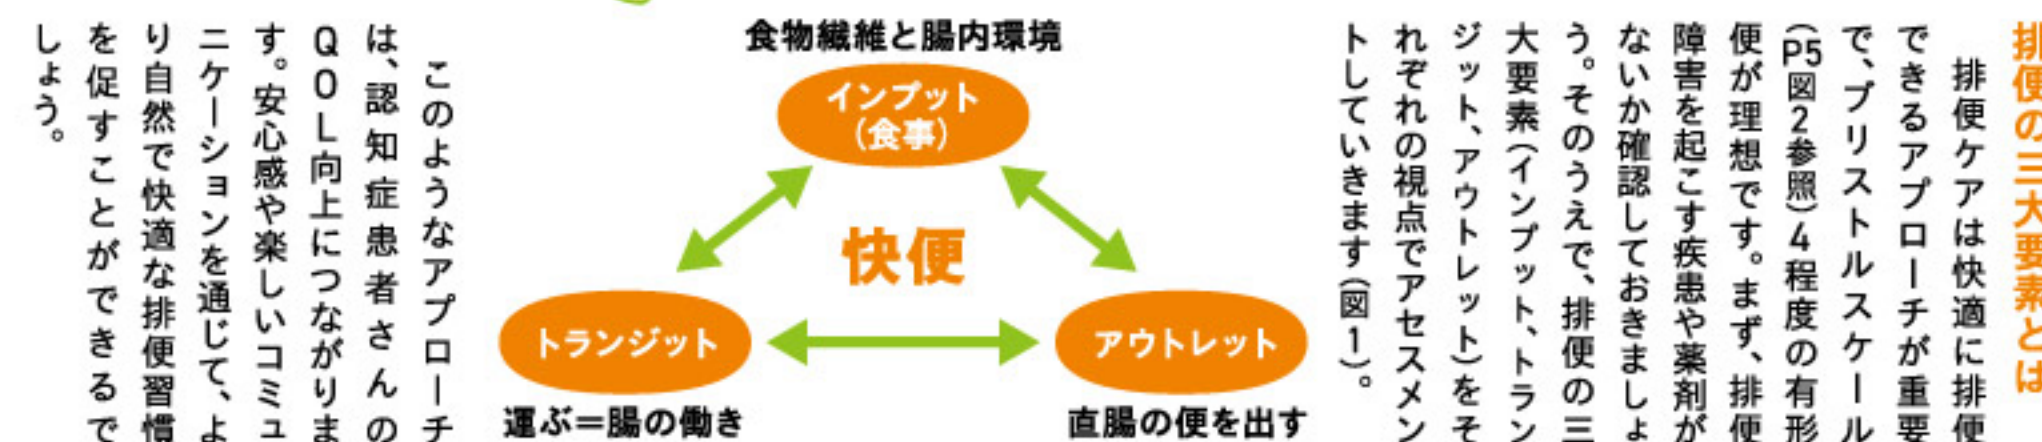 排便の三大要素とは
排便ケアは快適に排便
できるアプローチが重要
で、ブリストルスケール
（P5図2参照）4程度の有形
便が理想です。まず、排便
障害を起こす疾患や薬剤が
ないか確認しておきましょ
う。そのうえで、排便の三
大要素（インプット、トラン
ジット、アウトレット）をそ
れぞれの視点でアセスメン
トしていきます（図1）。
食物繊維と腸内環境
インプット
（食事）
快便
トランジット
運ぶ＝腸の働き
アウトレット
直腸の便を出す
このようなアプローチ
は、認知症患者さんの
QOL向上につながりま
す。安心感や楽しいコミュ
ニケーションを通じて、よ
り自然で快適な排便習慣
を促すことができるで
しょう。